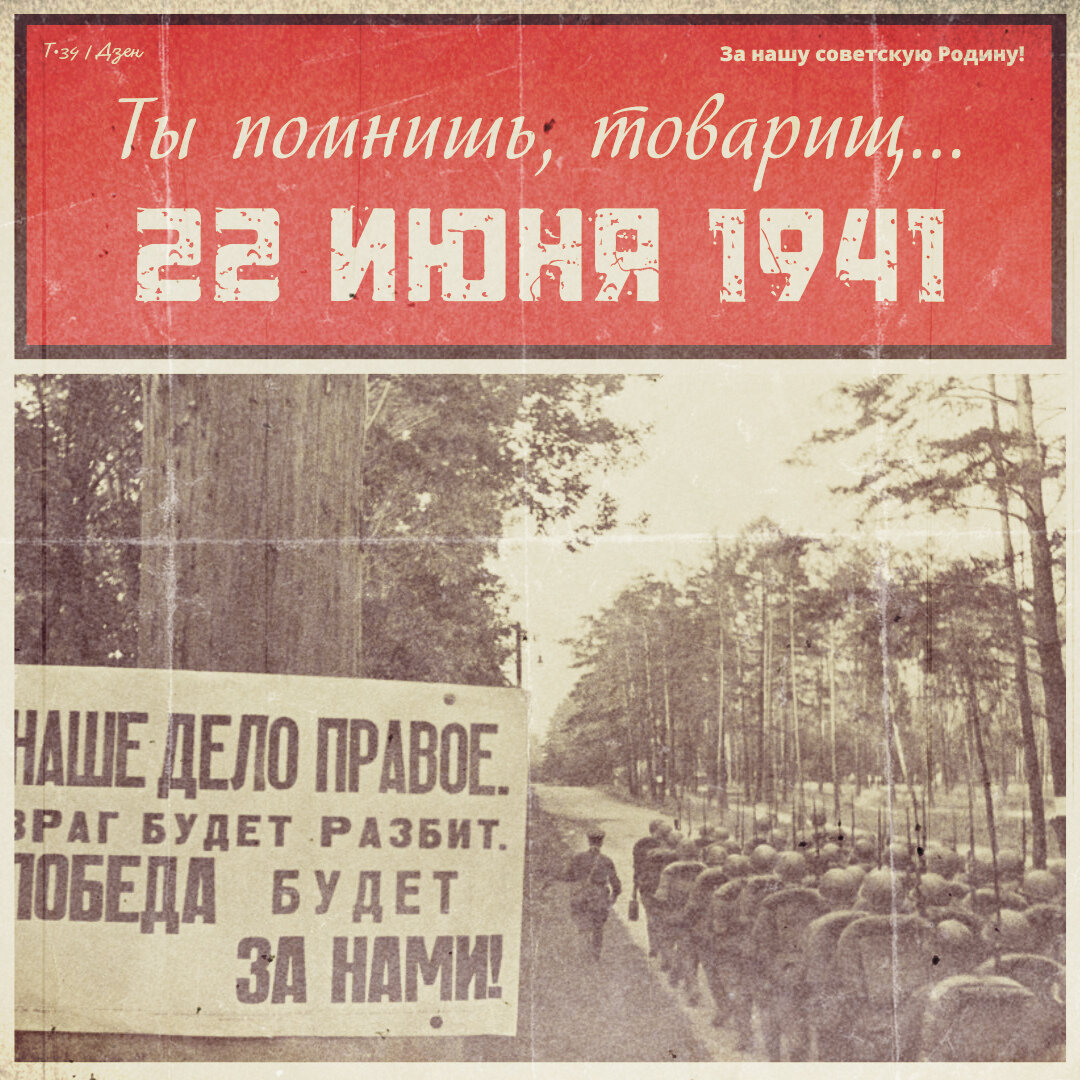 Т-34 | Дзен
За нашу советскую Родину!
Ты помнишь, товарищ...
22 ИЮНЯ 1941
НАШЕ ДЕЛО ПРАВОЕ.
ВРАГ БУДЕТ РАЗБИТ.
ПОБЕДА БУДЕТ
ЗА НАМИ!